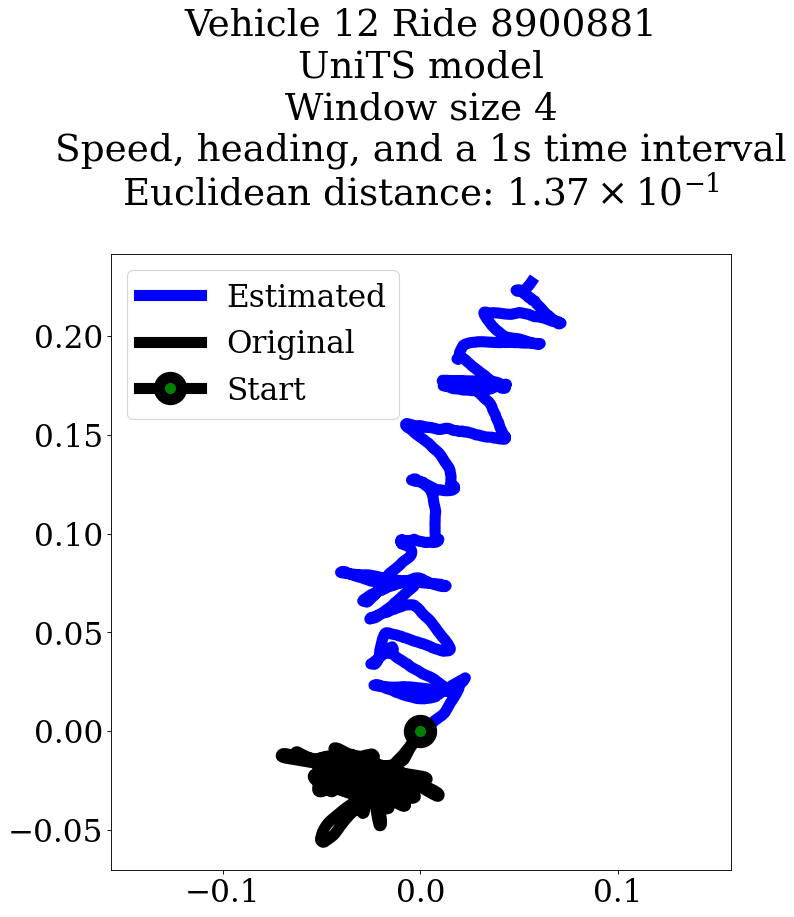 Vehicle 12 Ride 8900881
UniTS model
Window size 4
Speed, heading, and a 1s time interval
Euclidean distance: 1.37 × 10⁻¹
Estimated
Original
Start
0.20
0.15
0.10
0.05
0.00
−0.05
−0.1
0.0
0.1